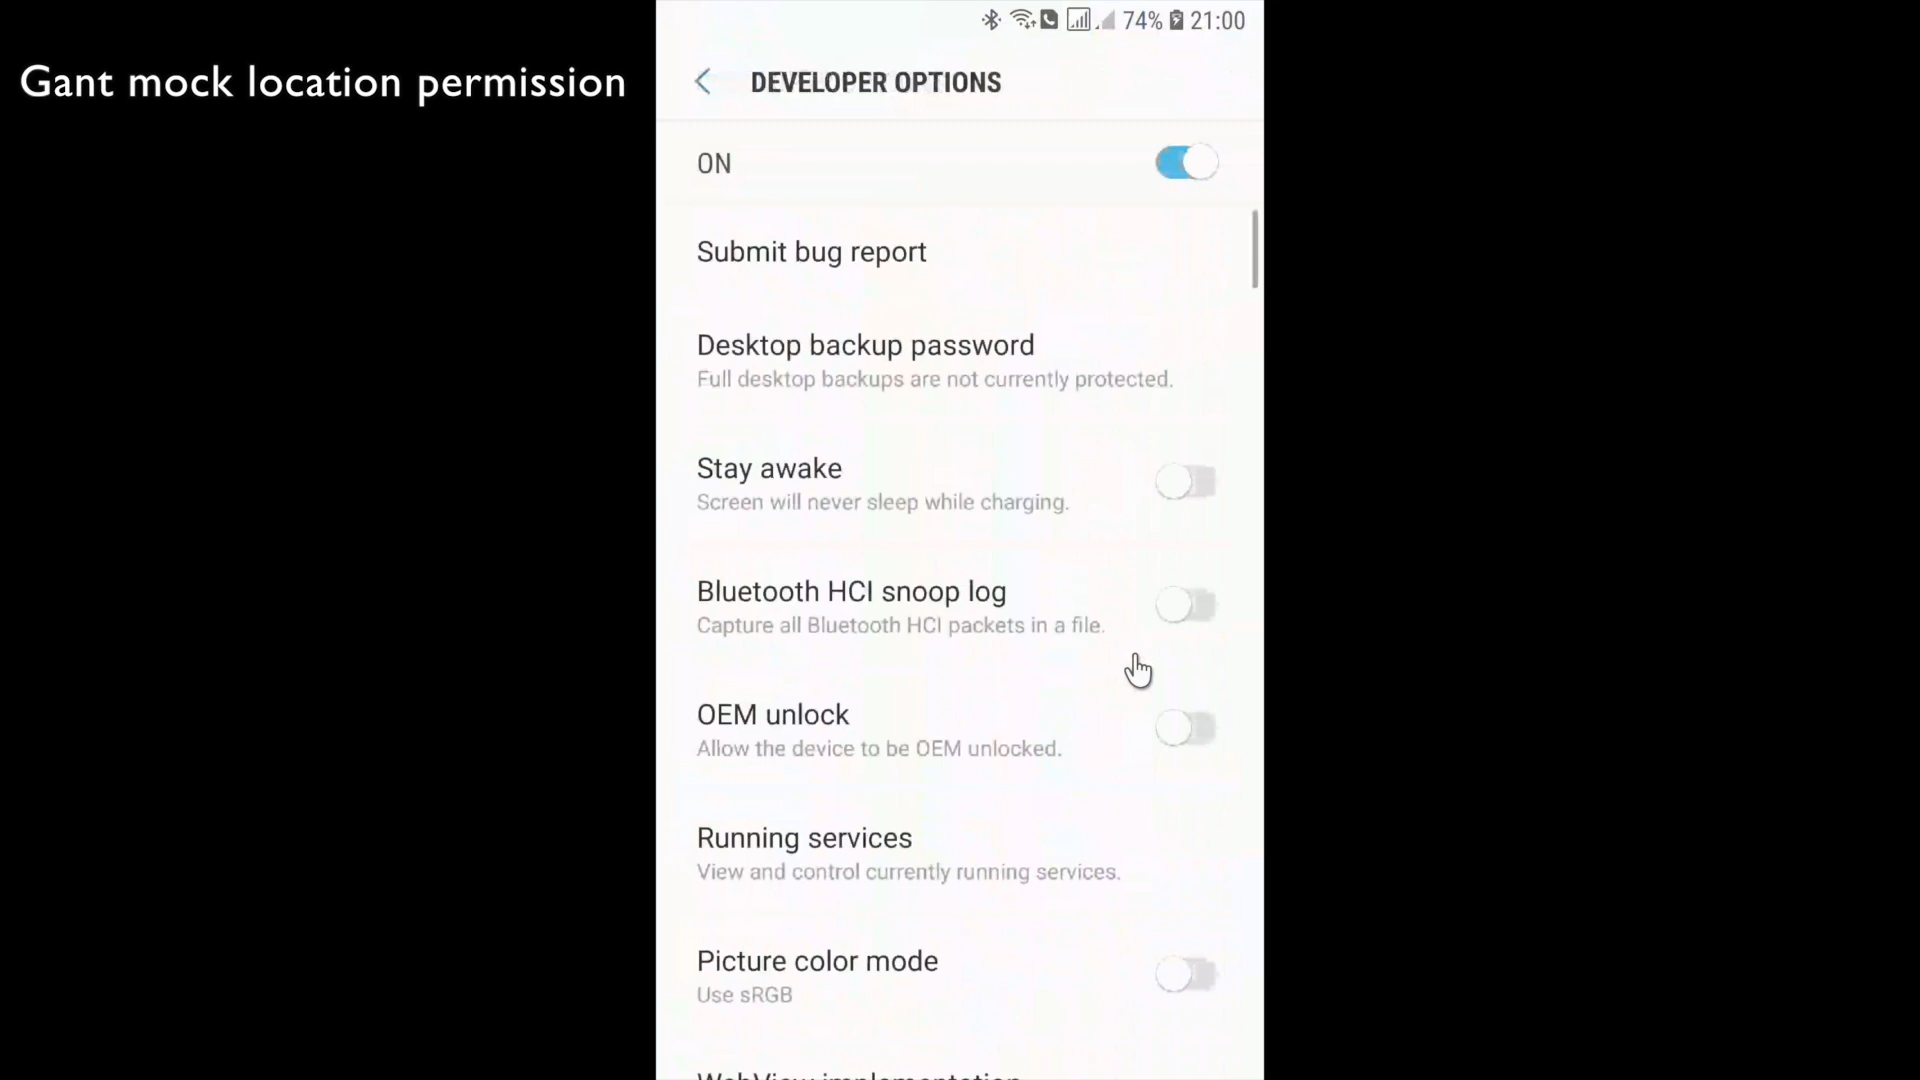 74% 21:00
Gant mock location permission
DEVELOPER OPTIONS
ON
Submit bug report
Desktop backup password
Full desktop backups are not currently protected.
Stay awake
Screen will never sleep while charging.
Bluetooth HCI snoop log
Capture all Bluetooth HCI packets in a file.
OEM unlock
Allow the device to be OEM unlocked.
Running services
View and control currently running services.
Picture color mode
Use sRGB
WebView implementation